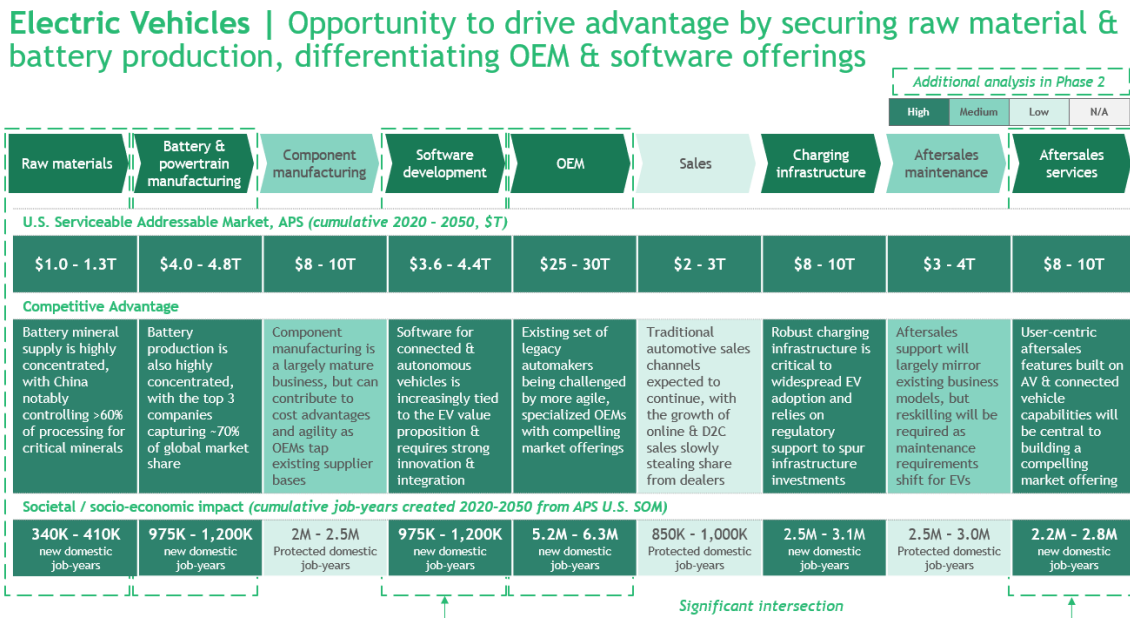 Electric Vehicles | Opportunity to drive advantage by securing raw material &
battery production, differentiating OEM & software offerings
Additional analysis in Phase 2
High
Medium
Low
N/A
Raw materials
Battery &
powertrain
manufacturing
Component
manufacturing
Software
development
OEM
Sales
Charging
infrastructure
Aftersales
maintenance
Aftersales
services
U.S. Serviceable Addressable Market, APS (cumulative 2020 - 2050, $T)
$1.0 - 1.3T
$4.0 - 4.8T
$8 - 10T
$3.6 - 4.4T
$25 - 30T
$2 - 3T
$8 - 10T
$3 - 4T
$8 - 10T
Competitive Advantage
Battery mineral
supply is highly
concentrated,
with China
notably
controlling >60%
of processing for
critical minerals
Battery
production is
also highly
concentrated,
with the top 3
companies
capturing ~70%
of global market
share
Component
manufacturing is
a largely mature
business, but can
contribute to
cost advantages
and agility as
OEMs tap
existing supplier
bases
Software for
connected &
autonomous
vehicles is
increasingly tied
to the EV value
proposition &
requires strong
innovation &
integration
Existing set of
legacy
automakers
being challenged
by more agile,
specialized OEMs
with compelling
market offerings
Traditional
automotive sales
channels
expected to
continue, with
the growth of
online & D2C
sales slowly
stealing share
from dealers
Robust charging
infrastructure is
critical to
widespread EV
adoption and
relies on
regulatory
support to spur
infrastructure
investments
Aftersales
support will
largely mirror
existing business
models, but
reskilling will be
required as
maintenance
requirements
shift for EVs
User-centric
aftersales
features built on
AV & connected
vehicle
capabilities will
be central to
building a
compelling
market offering
Societal / socio-economic impact (cumulative job-years created 2020-2050 from APS U.S. SOM)
340K - 410K
new domestic
job-years
975K - 1,200K
new domestic
job-years
2M - 2.5M
Protected domestic
job-years
975K - 1,200K
new domestic
job-years
5.2M - 6.3M
new domestic
job-years
850K - 1,000K
Protected domestic
job-years
2.5M - 3.1M
new domestic
job-years
2.5M - 3.0M
Protected domestic
job-years
2.2M - 2.8M
new domestic
job-years
Significant intersection